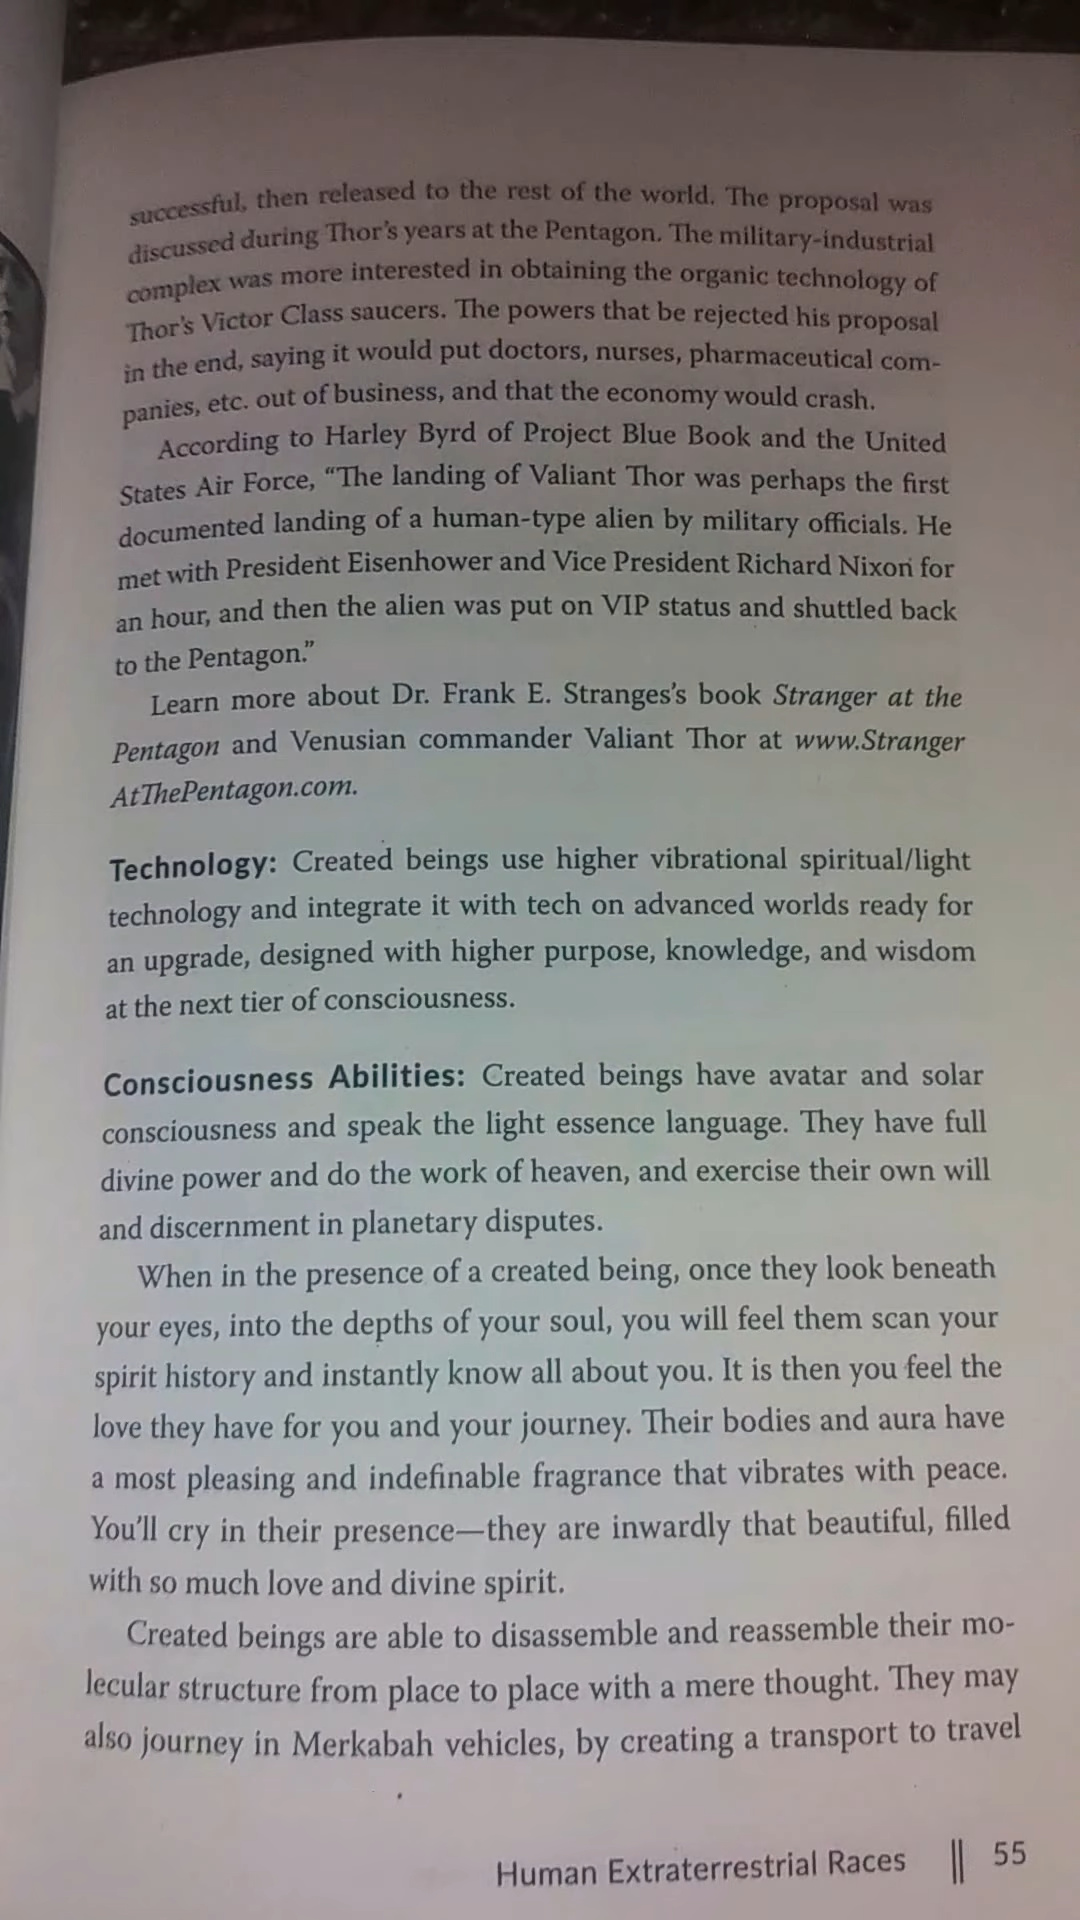 successful, then released to the rest of the world. The proposal was
discussed during Thor's years at the Pentagon. The military-industrial
complex was more interested in obtaining the organic technology of
Thor's Victor Class saucers. The powers that be rejected his proposal
in the end, saying it would put doctors, nurses, pharmaceutical com-
panies, etc. out of business, and that the economy would crash.
According to Harley Byrd of Project Blue Book and the United
States Air Force, “The landing of Valiant Thor was perhaps the first
documented landing of a human-type alien by military officials. He
met with President Eisenhower and Vice President Richard Nixon for
an hour, and then the alien was put on VIP status and shuttled back
to the Pentagon.”
Learn more about Dr. Frank E. Stranges's book Stranger at the
Pentagon and Venusian commander Valiant Thor at www.Stranger
AtThePentagon.com.
Technology: Created beings use higher vibrational spiritual/light
technology and integrate it with tech on advanced worlds ready for
an upgrade, designed with higher purpose, knowledge, and wisdom
at the next tier of consciousness.
Consciousness Abilities: Created beings have avatar and solar
consciousness and speak the light essence language. They have full
divine power and do the work of heaven, and exercise their own will
and discernment in planetary disputes.
When in the presence of a created being, once they look beneath
your eyes, into the depths of your soul, you will feel them scan your
spirit history and instantly know all about you. It is then you feel the
love they have for you and your journey. Their bodies and aura have
a most pleasing and indefinable fragrance that vibrates with peace.
You'll cry in their presence—they are inwardly that beautiful, filled
with so much love and divine spirit.
Created beings are able to disassemble and reassemble their mo-
lecular structure from place to place with a mere thought. They may
also journey in Merkabah vehicles, by creating a transport to travel
Human Extraterrestrial Races || 55